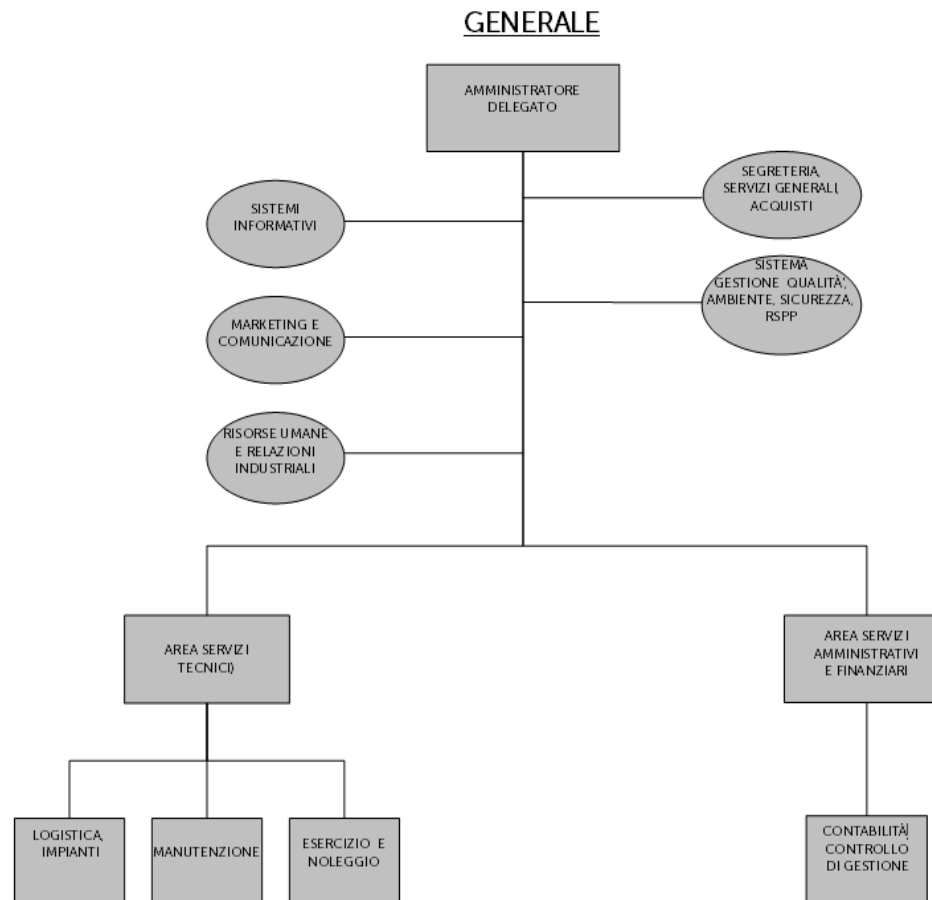 GENERALE
AMMINISTRATORE
DELEGATO
SEGRETERIA,
SERVIZI GENERALI,
ACQUISTI
SISTEMI
INFORMATIVI
SISTEMA
GESTIONE QUALITA',
AMBIENTE, SICUREZZA,
RSPP
MARKETING E
COMUNICAZIONE
RISORSE UMANE
E RELAZIONI
INDUSTRIALI
AREA SERVIZI
TECNICI)
AREA SERVIZI
AMMINISTRATIVI
E FINANZIARI
LOGISTICA,
IMPIANTI
MANUTENZIONE
ESERCIZIO E
NOLEGGIO
CONTABILITÀ,
CONTROLLO
DI GESTIONE